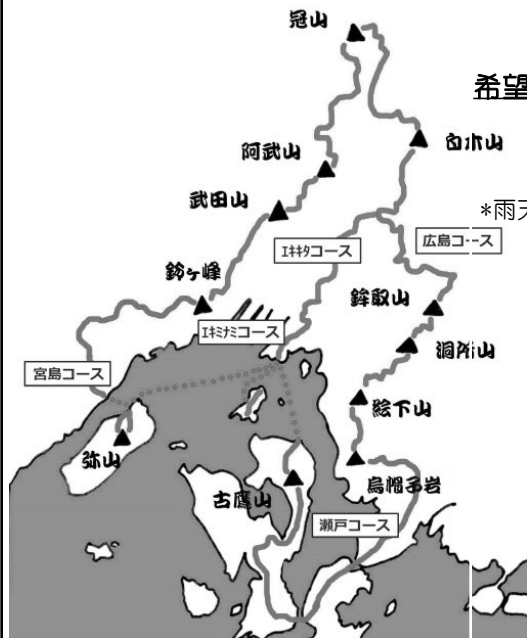 冠山
希望
白木山
阿武山
武田山
*雨天
広島コース
エキキタコース
鈴ヶ峰
鉾取山
エキミナミコース
洞所山
宮島コース
絵下山
弥山
烏帽子岩
古鷹山
瀬戸コース